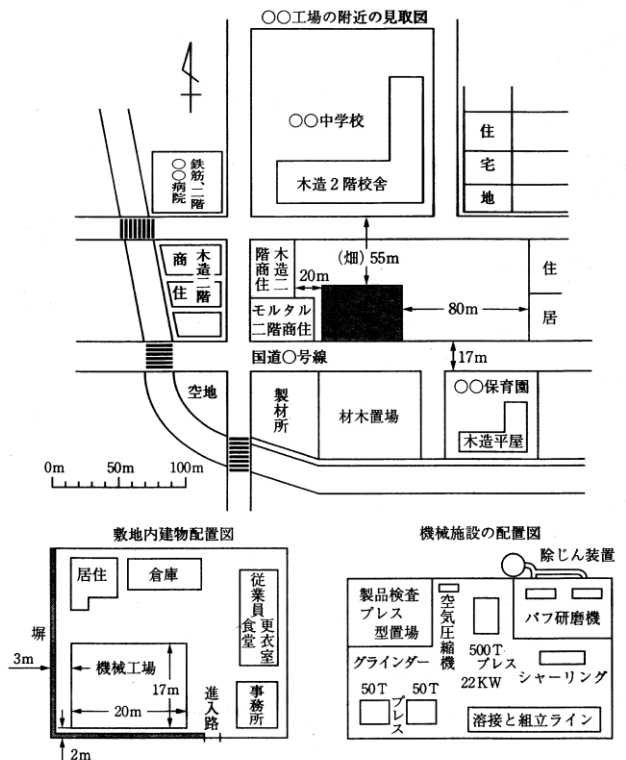 〇〇工場の附近の見取図
〇〇中学校
木造2階校舎
鉄筋、二階
〇〇病院
住
宅
地
商
住
木造二階
木造二
階商住
20m
(畑)55m
モルタル
二階商住
80m
住
居
国道〇号線
17m
空地
製材所
材木置場
〇〇保育園
木造平屋
0m 50m 100m
敷地内建物配置図
居住
倉庫
従業員
食堂
更衣室
塀
3m
機械工場
17m
20m
進入路
事務所
2m
機械施設の配置図
除じん装置
製品検査
プレス
型置場
空気圧縮機
バフ研磨機
500T
プレス
22KW
グラインダー
シャーリング
50T
プレス
50T
溶接と組立ライン